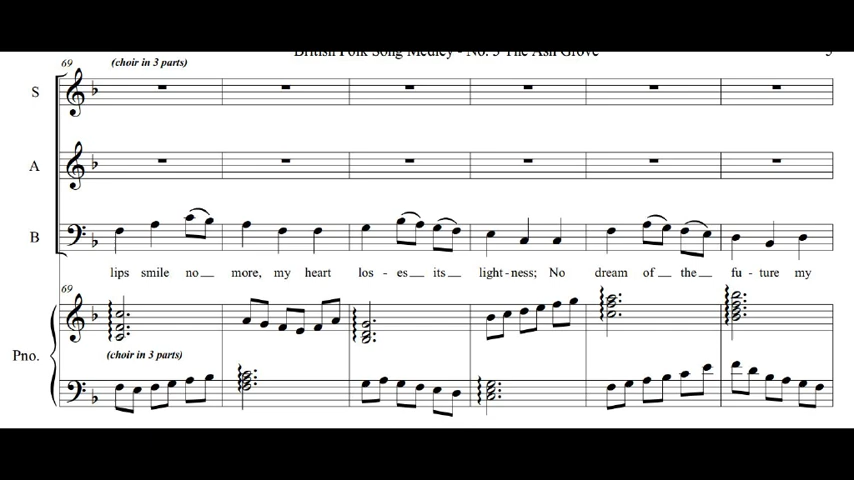 British Folk Song Medley - No. 3 The Ash Grove
69 (choir in 3 parts)
S
A
B
lips smile no more, my heart los - es its light - ness; No dream of the fu - ture my
69
Pno.
(choir in 3 parts)